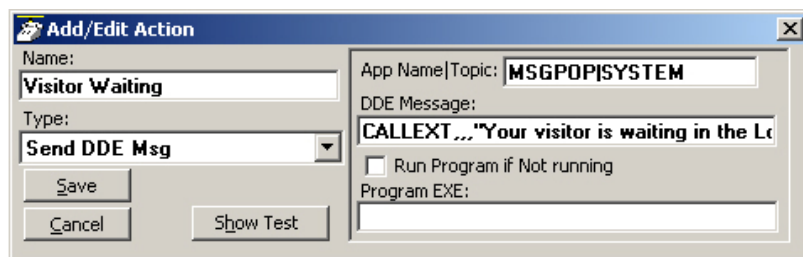 Add/Edit Action
Name:
Visitor Waiting
Type:
Send DDE Msg
Save
Cancel
Show Test
App Name|Topic: MSGPOP|SYSTEM
DDE Message:
CALLEXT,,,"Your visitor is waiting in the
Run Program if Not running
Program EXE: